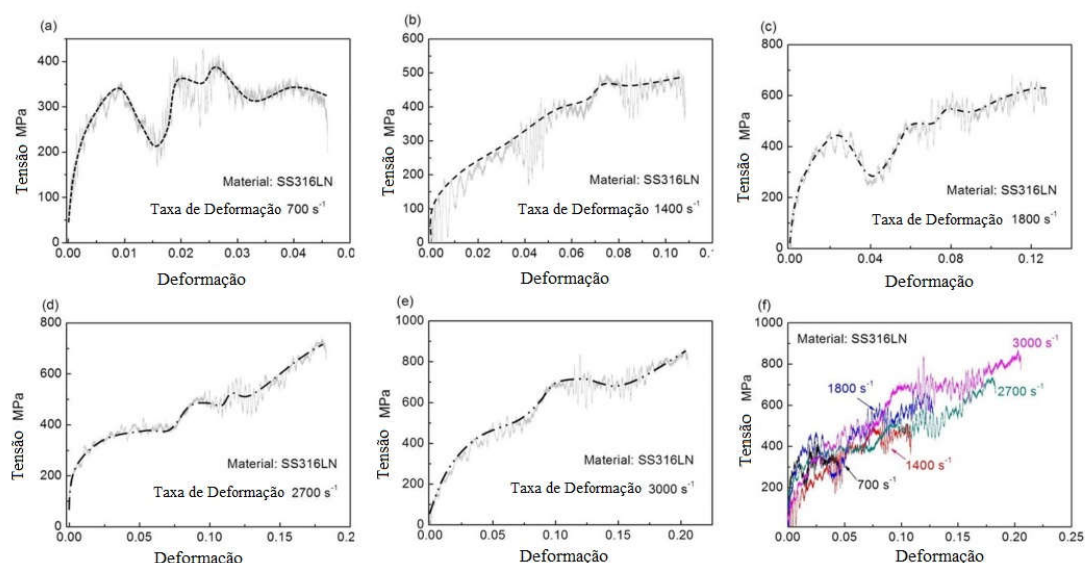 (a)
Tensão MPa
400
300
200
100
0
Material: SS316LN
Taxa de Deformação 700 s⁻¹
0.00 0.01 0.02 0.03 0.04 0.0
Deformação
(b)
Tensão MPa
600
500
400
300
200
100
0
Material: SS316LN
Taxa de Deformação 1400 s⁻¹
0.00 0.02 0.04 0.06 0.08 0.10 0.1
Deformação
(c)
Tensão MPa
800
600
400
200
0
Material: SS316LN
Taxa de Deformação 1800 s⁻¹
0.00 0.04 0.08 0.12
Deformação
(d)
Tensão MPa
800
600
400
200
0
Material: SS316LN
Taxa de Deformação 2700 s⁻¹
0.00 0.05 0.10 0.15 0.2
Deformação
(e)
Tensão MPa
1000
800
600
400
200
0
Material: SS316LN
Taxa de Deformação 3000 s⁻¹
0.00 0.05 0.10 0.15 0.20
Deformação
(f)
Tensão MPa
1000
800
600
400
200
Material: SS316LN
3000 s⁻¹
1800 s⁻¹
2700 s⁻¹
1400 s⁻¹
700 s⁻¹
0.00 0.05 0.10 0.15 0.20 0.25
Deformação